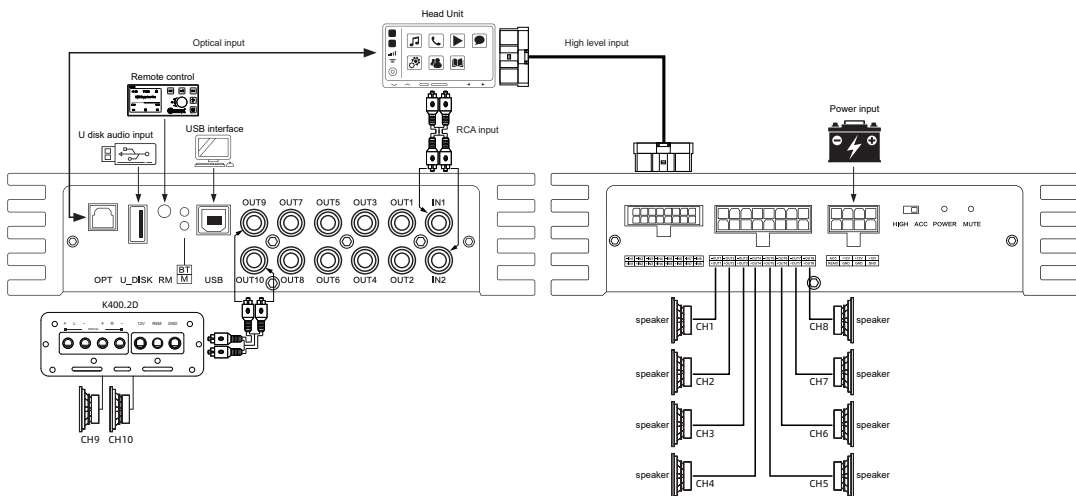 Head Unit
Optical input
High level input
Remote control
RCA input
Power input
U disk audio input
USB interface
OUT9 OUT7 OUT5 OUT3 OUT1 IN1
HIGH ACC POWER MUTE
BT
M
OPT U_DISK RM USB OUT10 OUT8 OUT6 OUT4 OUT2 IN2
K400.2D
+ L - + R - 12V REM GND
CH9 CH10
speaker CH1 CH8 speaker
speaker CH2 CH7 speaker
speaker CH3 CH6 speaker
speaker CH4 CH5 speaker